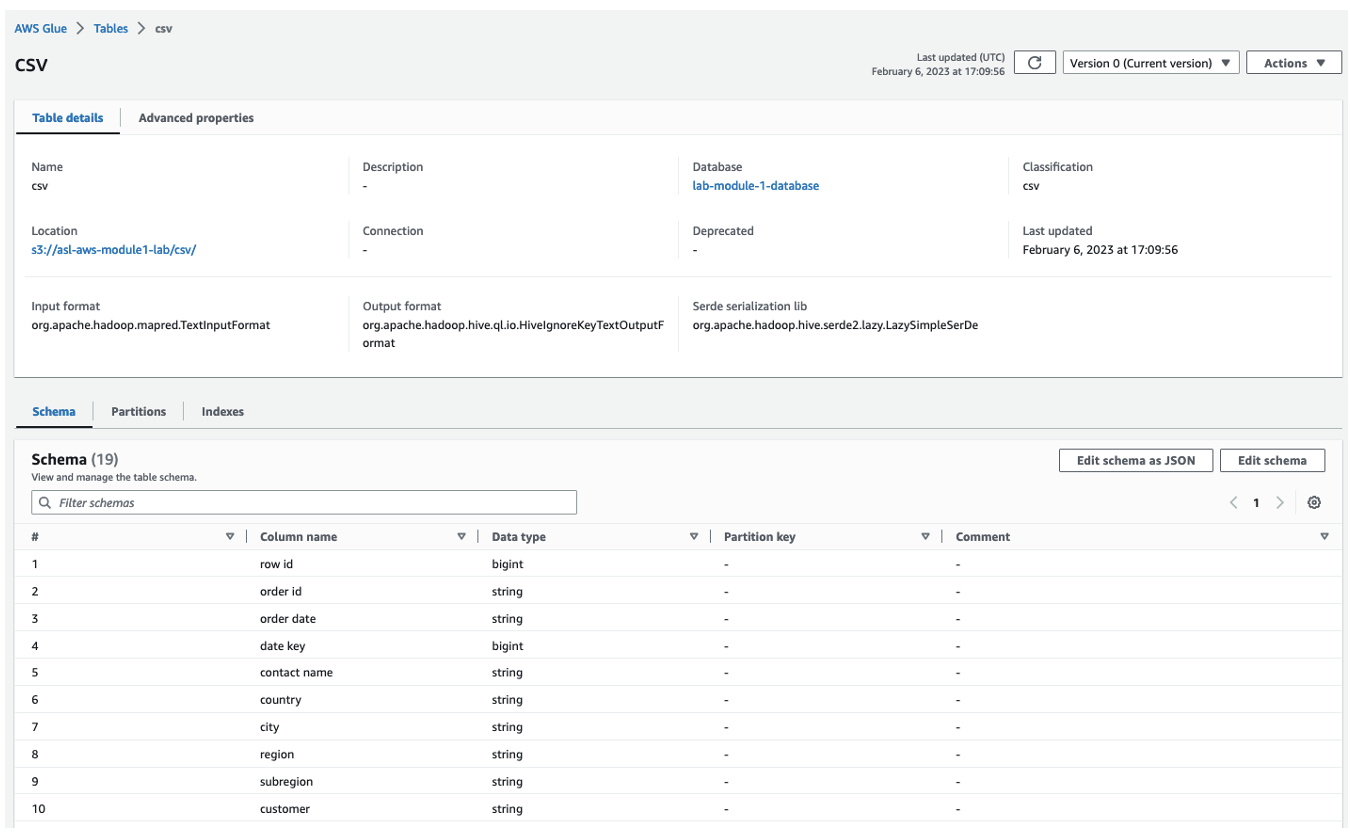 AWS Glue > Tables > csv
CSV
Last updated (UTC)
February 6, 2023 at 17:09:56
Version 0 (Current version)
Actions
Table details
Advanced properties
Name
csv
Description
-
Database
lab-module-1-database
Classification
csv
Location
s3://asl-aws-module1-lab/csv/
Connection
-
Deprecated
-
Last updated
February 6, 2023 at 17:09:56
Input format
org.apache.hadoop.mapred.TextInputFormat
Output format
org.apache.hadoop.hive.ql.io.HiveIgnoreKeyTextOutputF
ormat
Serde serialization lib
org.apache.hadoop.hive.serde2.lazy.LazySimpleSerDe
Schema
Partitions
Indexes
Schema (19)
View and manage the table schema.
Edit schema as JSON
Edit schema
Filter schemas
< 1 >
# Column name Data type Partition key Comment
1 row id bigint - -
2 order id string - -
3 order date string - -
4 date key bigint - -
5 contact name string - -
6 country string - -
7 city string - -
8 region string - -
9 subregion string - -
10 customer string - -